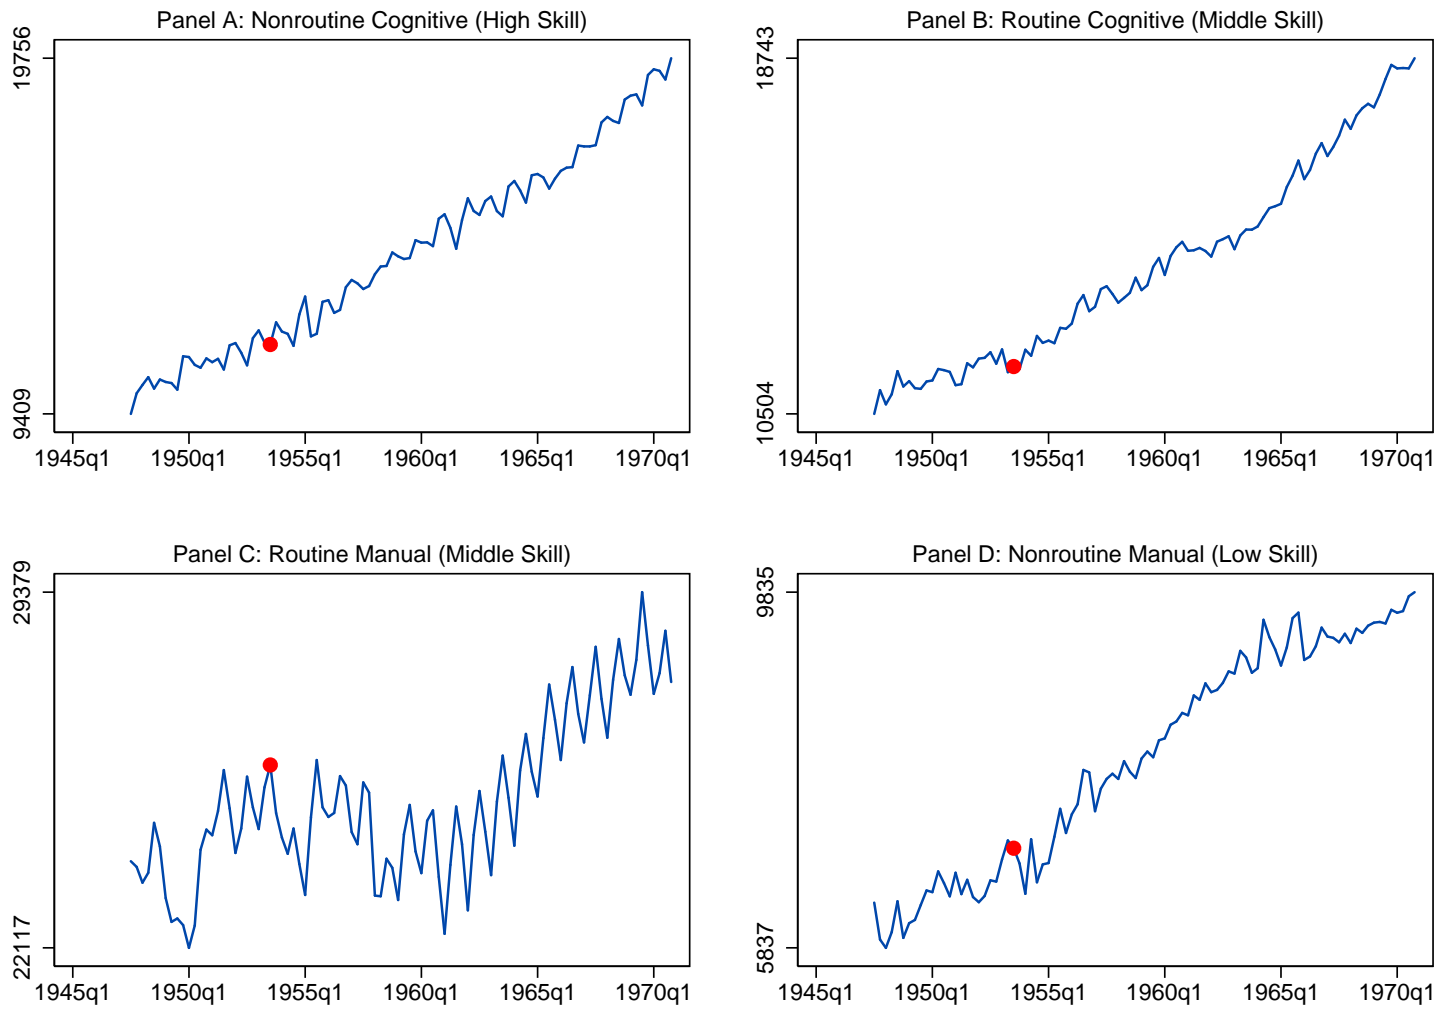 Panel A: Nonroutine Cognitive (High Skill)
19756
9409
1945q1 1950q1 1955q1 1960q1 1965q1 1970q1
Panel B: Routine Cognitive (Middle Skill)
18743
10504
1945q1 1950q1 1955q1 1960q1 1965q1 1970q1
Panel C: Routine Manual (Middle Skill)
29379
22117
1945q1 1950q1 1955q1 1960q1 1965q1 1970q1
Panel D: Nonroutine Manual (Low Skill)
9835
5837
1945q1 1950q1 1955q1 1960q1 1965q1 1970q1